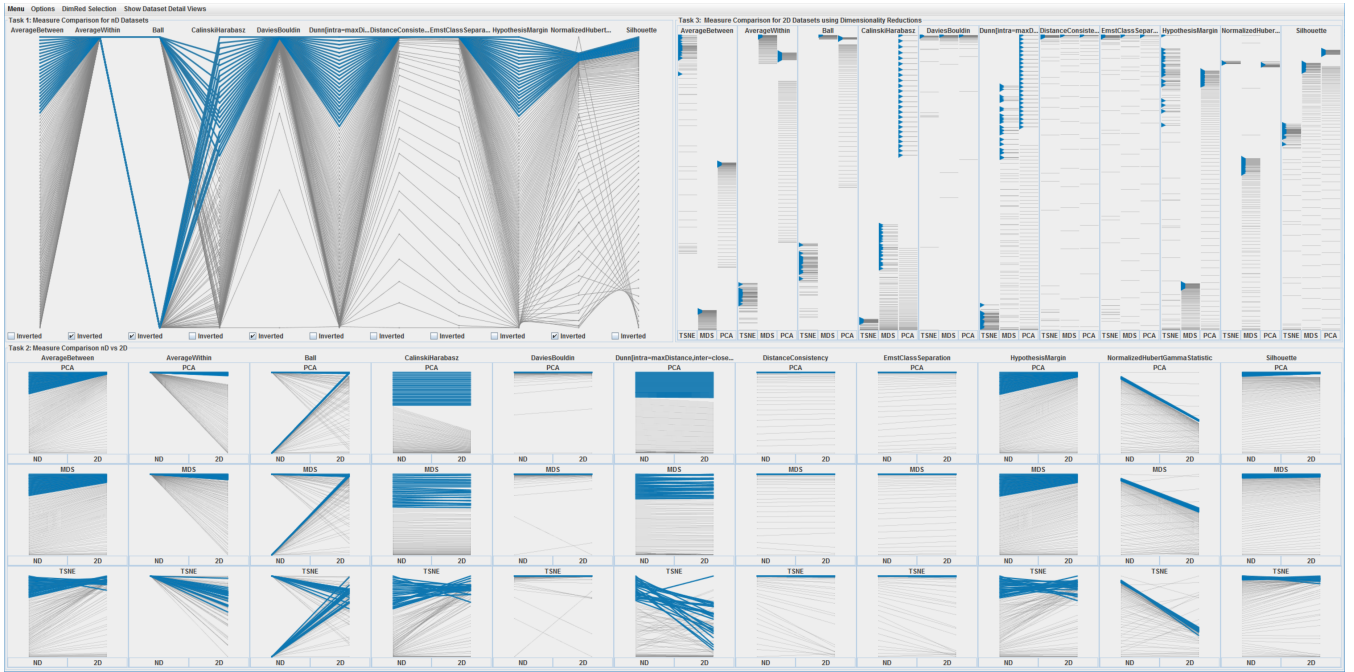 Menu Options DimRed Selection Show Dataset Detail Views
Task 1: Measure Comparison for nD Datasets
AverageBetween AverageWithin Ball CalinskiHarabasz DaviesBouldin Dunn[intra=maxDi... DistanceConsiste... EmstClassSepara... HypothesisMargin NormalizedHubert... Silhouette
Inverted Inverted Inverted Inverted Inverted Inverted Inverted Inverted Inverted Inverted Inverted
Task 3: Measure Comparison for 2D Datasets using Dimensionality Reductions
AverageBetween AverageWithin Ball CalinskiHarabasz DaviesBouldin Dunn[intra=maxD... DistanceConsiste... EmstClassSepar... HypothesisMargin NormalizedHuber... Silhouette
TSNE MDS PCA TSNE MDS PCA TSNE MDS PCA TSNE MDS PCA TSNE MDS PCA TSNE MDS PCA TSNE MDS PCA TSNE MDS PCA TSNE MDS PCA TSNE MDS PCA TSNE MDS PCA
Task 2: Measure Comparison nD vs 2D
AverageBetween AverageWithin Ball CalinskiHarabasz DaviesBouldin Dunn[intra=maxDistance,inter=close... DistanceConsistency EmstClassSeparation HypothesisMargin NormalizedHubertGammaStatistic Silhouette
PCA PCA PCA PCA PCA PCA PCA PCA PCA PCA PCA
ND 2D ND 2D ND 2D ND 2D ND 2D ND 2D ND 2D ND 2D ND 2D ND 2D ND 2D
MDS MDS MDS MDS MDS MDS MDS MDS MDS MDS MDS
ND 2D ND 2D ND 2D ND 2D ND 2D ND 2D ND 2D ND 2D ND 2D ND 2D ND 2D
TSNE TSNE TSNE TSNE TSNE TSNE TSNE TSNE TSNE TSNE TSNE
ND 2D ND 2D ND 2D ND 2D ND 2D ND 2D ND 2D ND 2D ND 2D ND 2D ND 2D